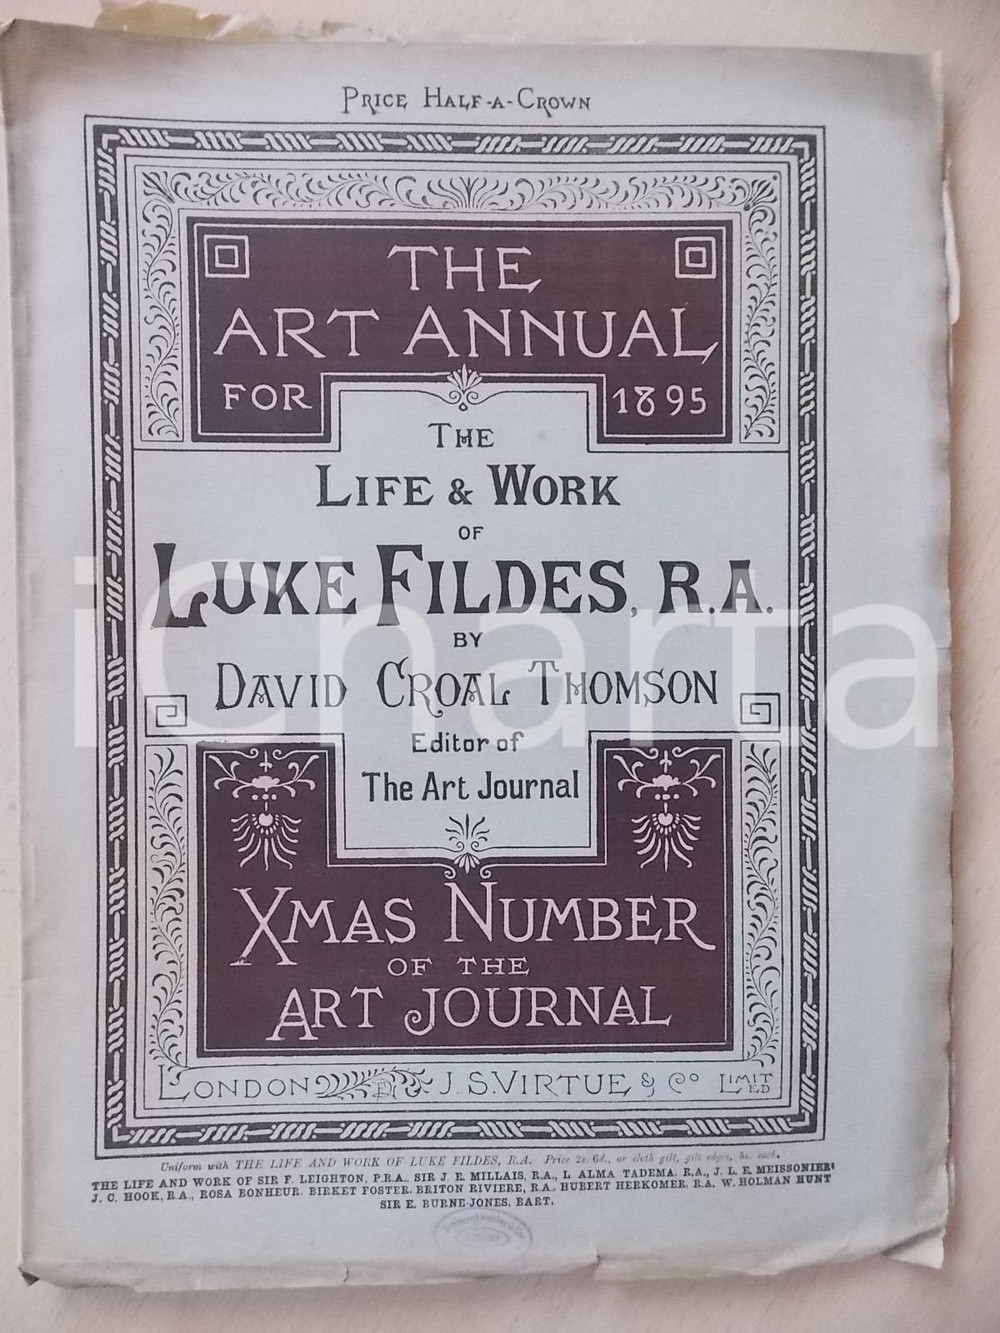 PRICE HALF-A-CROWN
THE
ART ANNUAL
FOR 1895
THE
LIFE & WORK
OF
LUKE FILDES, R.A.
BY
DAVID CROAL THOMSON
Editor of
The Art Journal
XMAS NUMBER
OF THE
ART JOURNAL
LONDON J. S. VIRTUE & Co LIMITED
Uniform with THE LIFE AND WORK OF LUKE FILDES, R.A. Price 2s. 6d., or cloth gilt, gilt edges, 5s. each.
THE LIFE AND WORK OF SIR F. LEIGHTON, P.R.A., SIR J. E. MILLAIS, R.A., L. ALMA TADEMA, R.A., J. L. E. MEISSONIER,
J. C. HOOK, R.A., ROSA BONHEUR, BIRKET FOSTER, BRITON RIVIERE, R.A., HUBERT HERKOMER, R.A. W. HOLMAN HUNT
SIR E. BURNE-JONES, BART.
iCharta